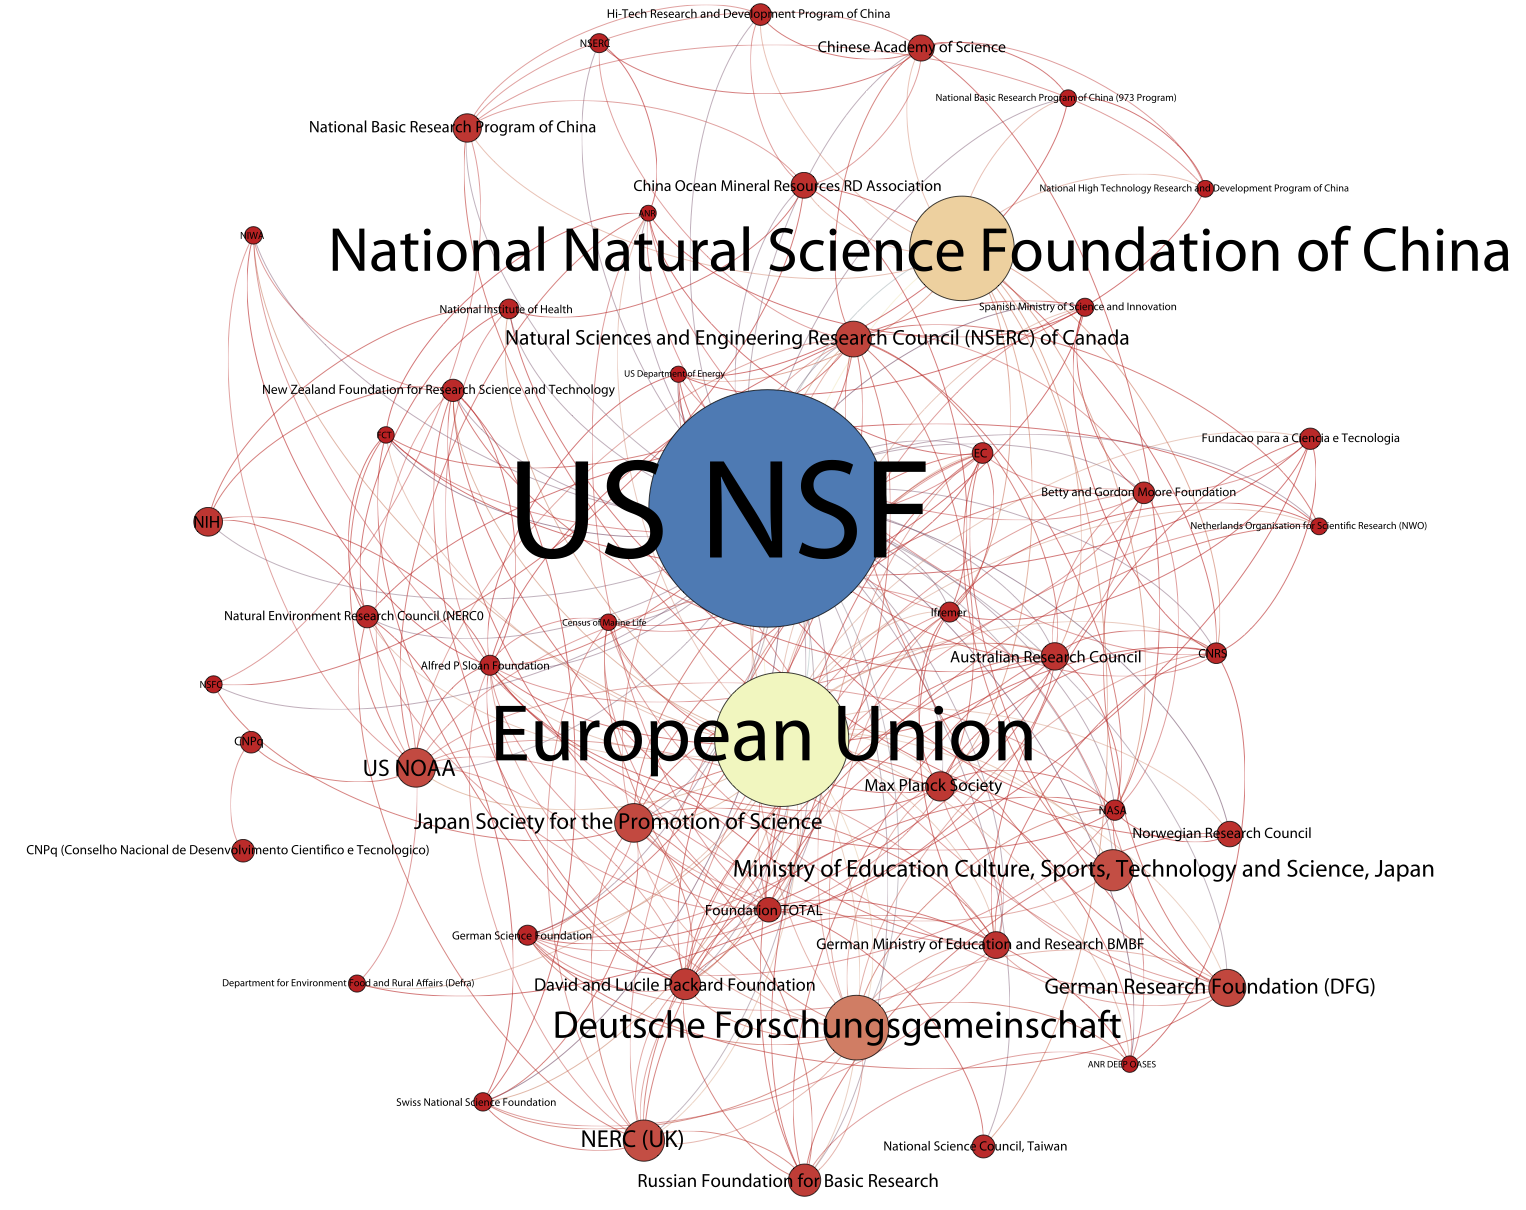 Hi-Tech Research and Development Program of China
NSERC
Chinese Academy of Science
National Basic Research Program of China (973 Program)
National Basic Research Program of China
China Ocean Mineral Resources RD Association
National High Technology Research and Development Program of China
ANR
NIWA
National Natural Science Foundation of China
National Institute of Health
Spanish Ministry of Science and Innovation
Natural Sciences and Engineering Research Council (NSERC) of Canada
US Department of Energy
New Zealand Foundation for Research Science and Technology
FCT
Fundacao para a Ciencia e Tecnologia
EC
Betty and Gordon Moore Foundation
US NSF
NIH
Netherlands Organisation for Scientific Research (NWO)
Natural Environment Research Council (NERC0
Census of Marine Life
Ifremer
Alfred P Sloan Foundation
Australian Research Council
CNRS
NSFC
European Union
CNPq
US NOAA
Max Planck Society
NASA
Japan Society for the Promotion of Science
Norwegian Research Council
CNPq (Conselho Nacional de Desenvolvimento Cientifico e Tecnologico)
Ministry of Education Culture, Sports, Technology and Science, Japan
Foundation TOTAL
German Science Foundation
German Ministry of Education and Research BMBF
Department for Environment Food and Rural Affairs (Defra)
David and Lucile Packard Foundation
German Research Foundation (DFG)
Deutsche Forschungsgemeinschaft
ANR DEEP OASES
Swiss National Science Foundation
NERC (UK)
National Science Council, Taiwan
Russian Foundation for Basic Research